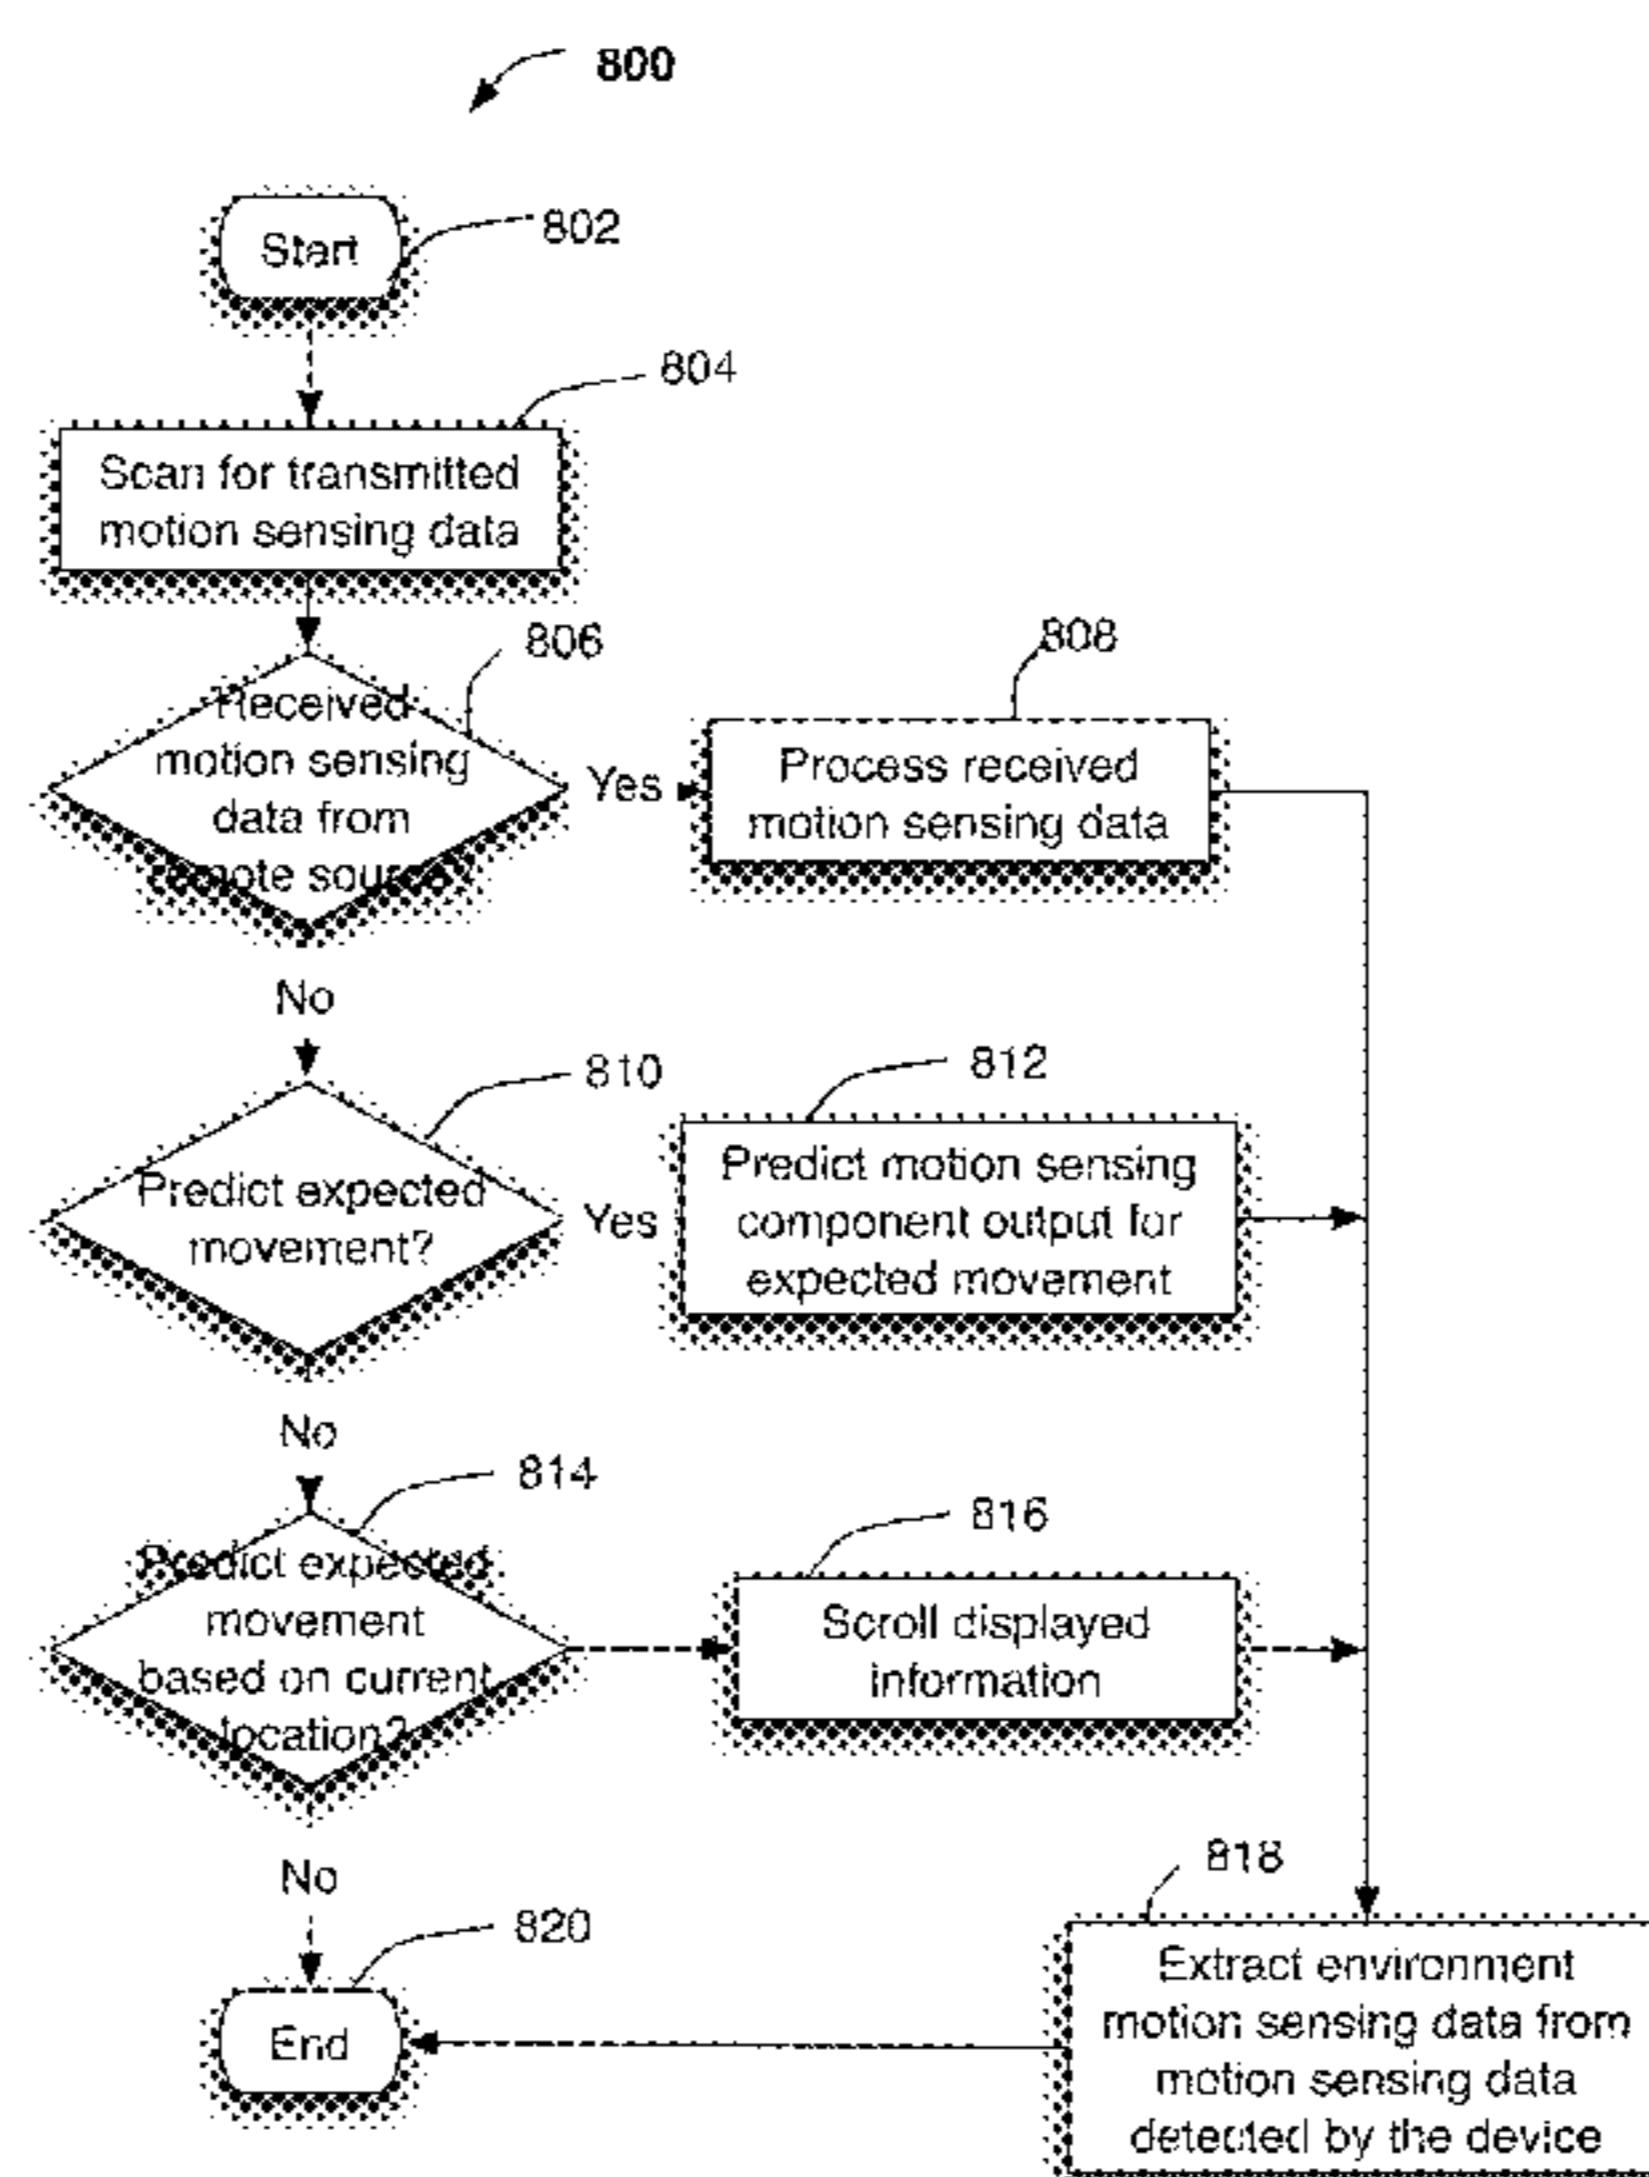 800
Start
802
804
Scan for transmitted
motion sensing data
806
Received
motion sensing
data from
Yes
808
Process received
motion sensing data
No
810
Predict expected
movement?
Yes
812
Predict motion sensing
component output for
expected movement
No
814
Predict expected
movement
based on current
location?
816
Scroll displayed
information
No
818
Extract environment
motion sensing data from
motion sensing data
detected by the device
820
End